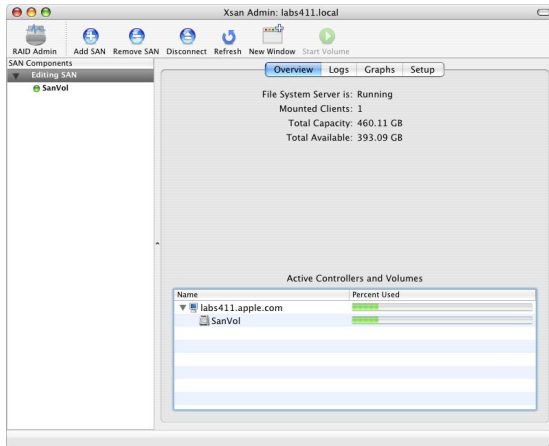 Xsan Admin: labs411.local
RAID Admin Add SAN Remove SAN Disconnect Refresh New Window Start Volume
SAN Components
Editing SAN
SanVol
Overview Logs Graphs Setup
File System Server is: Running
Mounted Clients: 1
Total Capacity: 460.11 GB
Total Available: 393.09 GB
Active Controllers and Volumes
Name Percent Used
labs411.apple.com
SanVol